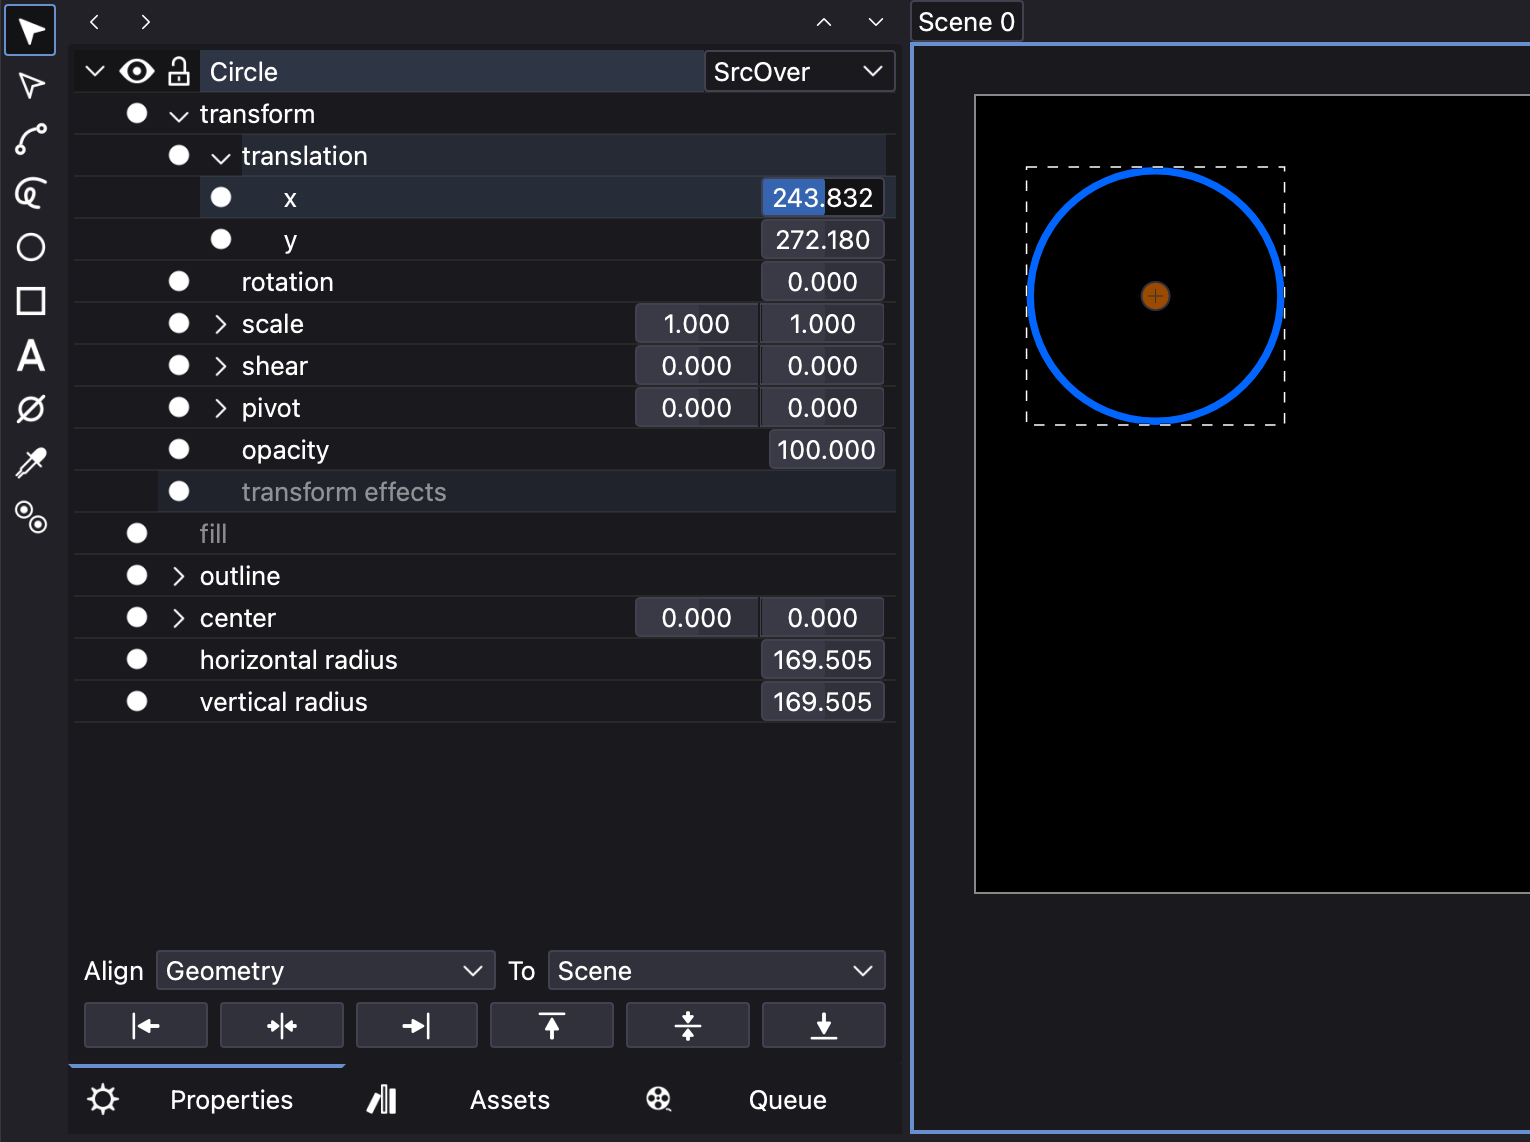 Scene 0
Circle SrcOver
transform
translation
x 243.832
y 272.180
rotation 0.000
scale 1.000 1.000
shear 0.000 0.000
pivot 0.000 0.000
opacity 100.000
transform effects
fill
outline
center 0.000 0.000
horizontal radius 169.505
vertical radius 169.505
Align Geometry To Scene
Properties Assets Queue